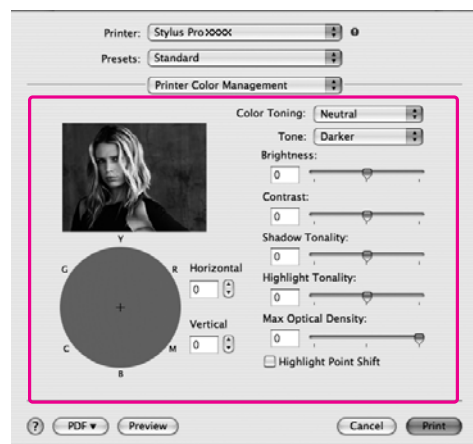 Printer: Stylus Pro XXXX
Presets: Standard
Printer Color Management
Color Toning: Neutral
Tone: Darker
Brightness:
0
Contrast:
0
Shadow Tonality:
0
Highlight Tonality:
0
Max Optical Density:
0
Highlight Point Shift
Y
G R
C M
B
Horizontal
0
Vertical
0
? PDF ▾ Preview Cancel Print